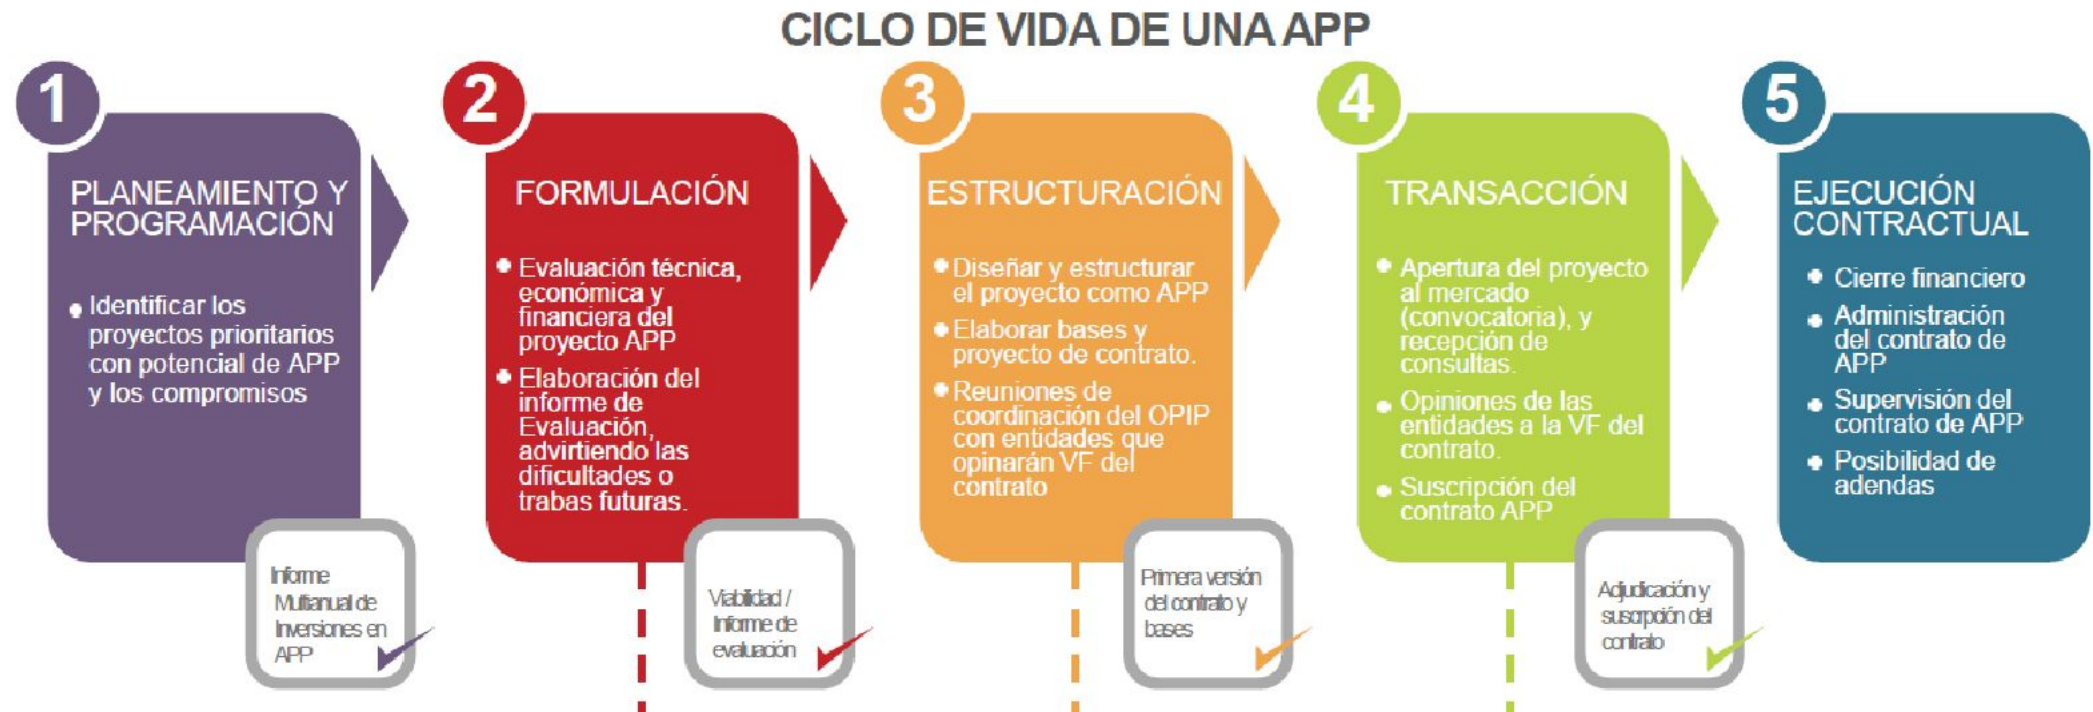 CICLO DE VIDA DE UNA APP
1
PLANEAMIENTO Y
PROGRAMACIÓN
Identificar los
proyectos prioritarios
con potencial de APP
y los compromisos
Informe
Multianual de
Inversiones en
APP
2
FORMULACIÓN
Evaluación técnica,
económica y
financiera del
proyecto APP
Elaboración del
informe de
Evaluación,
advirtiendo las
dificultades o
trabas futuras.
Viabilidad /
Informe de
evaluación
3
ESTRUCTURACIÓN
Diseñar y estructurar
el proyecto como APP
Elaborar bases y
proyecto de contrato.
Reuniones de
coordinación del OPIP
con entidades que
opinarán VF del
contrato
Primera versión
del contrato y
bases
4
TRANSACCIÓN
Apertura del proyecto
al mercado
(convocatoria), y
recepción de
consultas.
Opiniones de las
entidades a la VF del
contrato.
Suscripción del
contrato APP
Adjudicación y
suscrpción del
contrato
5
EJECUCIÓN
CONTRACTUAL
Cierre financiero
Administración
del contrato de
APP
Supervisión del
contrato de APP
Posibilidad de
adendas